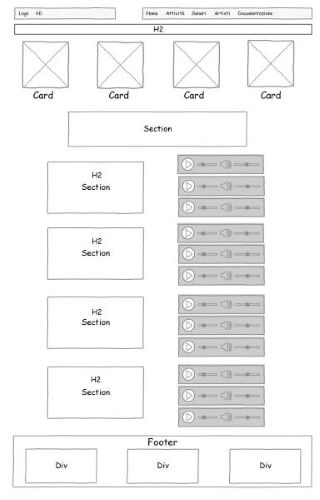 Logo H1 Home Attività Generi Artisti Documentazione
H2
Card Card Card Card
Section
H2
Section
H2
Section
H2
Section
H2
Section
Footer
Div Div Div